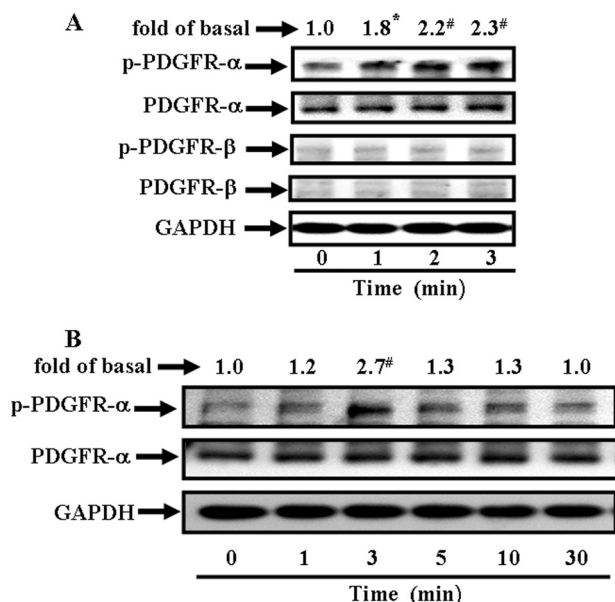 A
fold of basal 1.0 1.8* 2.2# 2.3#
p-PDGFR-α
PDGFR-α
p-PDGFR-β
PDGFR-β
GAPDH
0 1 2 3
Time (min)
B
fold of basal 1.0 1.2 2.7# 1.3 1.3 1.0
p-PDGFR-α
PDGFR-α
GAPDH
0 1 3 5 10 30
Time (min)